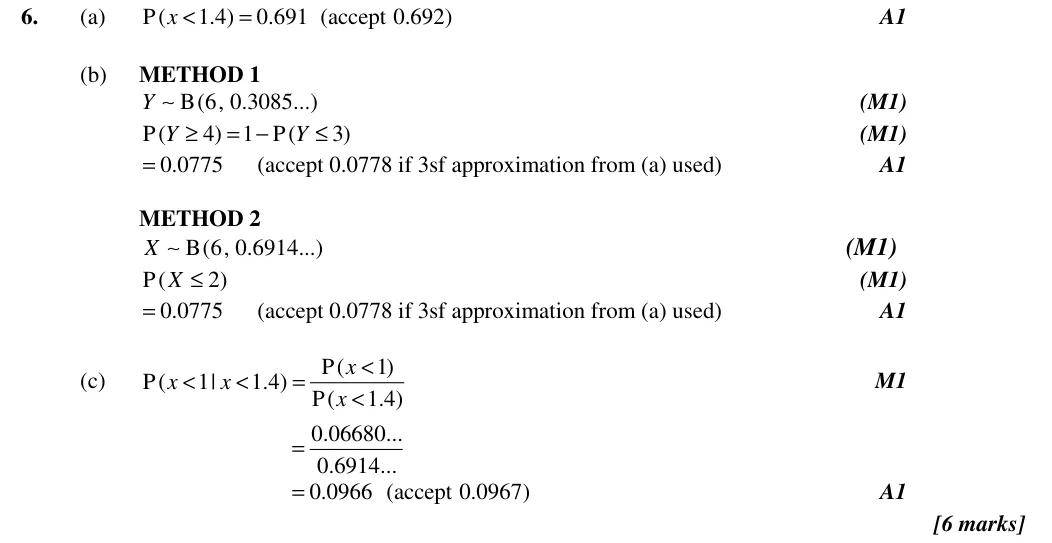 6. (a) P(x < 1.4) = 0.691 (accept 0.692) A1
(b) METHOD 1
Y ~ B(6, 0.3085...) (M1)
P(Y ≥ 4) = 1 − P(Y ≤ 3) (M1)
= 0.0775 (accept 0.0778 if 3sf approximation from (a) used) A1
METHOD 2
X ~ B(6, 0.6914...) (M1)
P(X ≤ 2) (M1)
= 0.0775 (accept 0.0778 if 3sf approximation from (a) used) A1
(c) P(x < 1 | x < 1.4) = P(x < 1) / P(x < 1.4) M1
= 0.06680... / 0.6914...
= 0.0966 (accept 0.0967) A1
[6 marks]